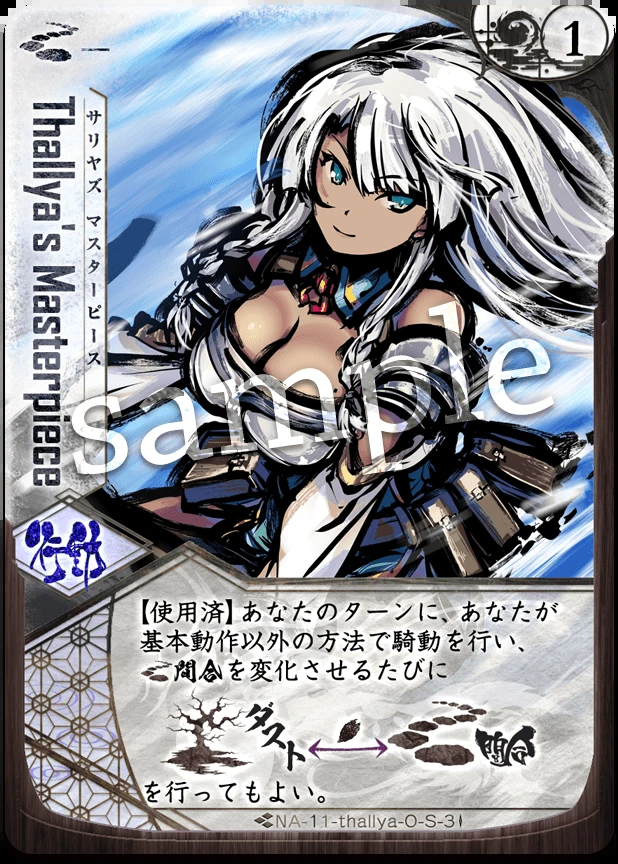 1
Thallya's Masterpiece
サリヤズ マスターピース
sample
行動
【使用済】あなたのターンに、あなたが
基本動作以外の方法で騎動を行い、
間合を変化させるたびに
ダスト 間合
を行ってもよい。
NA-11-thallya-O-S-3